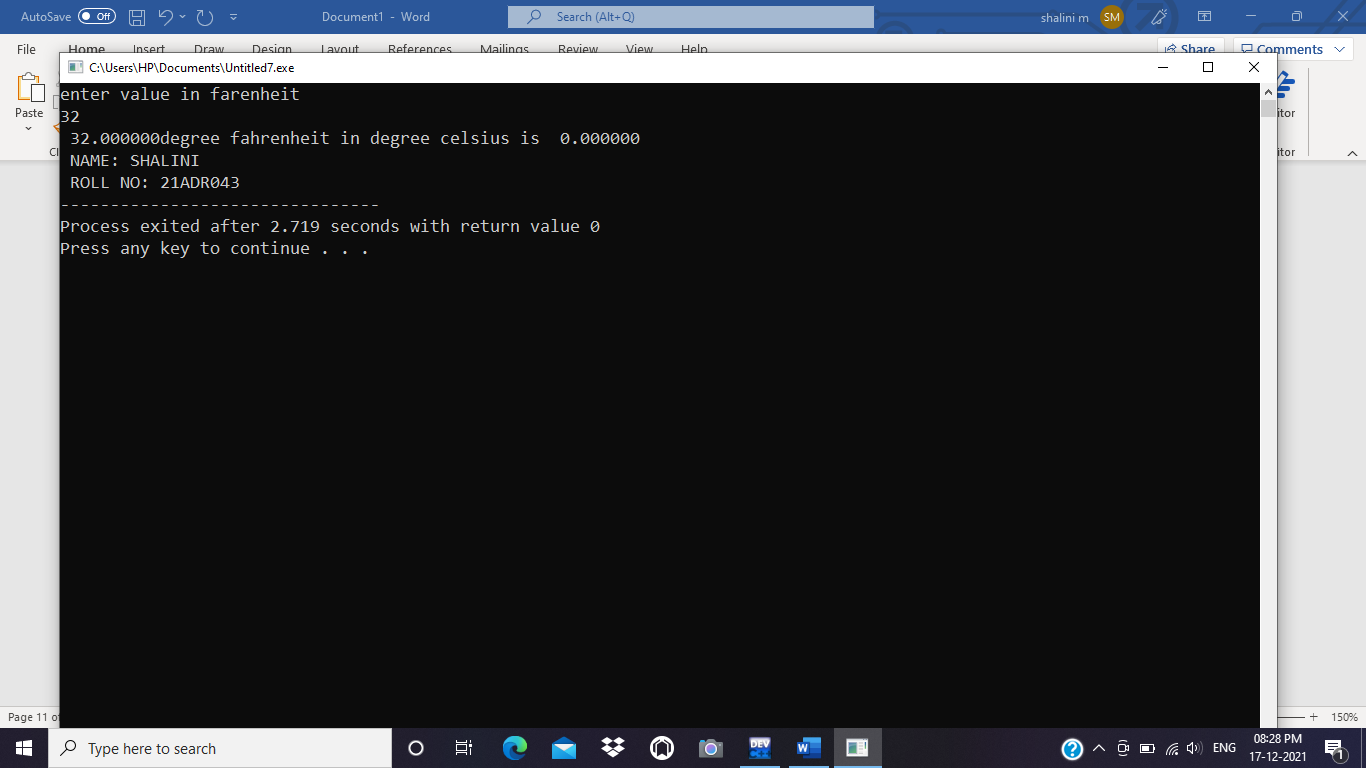 AutoSave Off Document1 - Word Search (Alt+Q) shalini m SM
File Home Insert Draw Design Layout References Mailings Review View Help Share Comments
C:\Users\HP\Documents\Untitled7.exe
Paste
enter value in farenheit
32
32.000000degree fahrenheit in degree celsius is 0.000000
NAME: SHALINI
ROLL NO: 21ADR043
--------------------------------
Process exited after 2.719 seconds with return value 0
Press any key to continue . . .
Page 11 150%
Type here to search DEV ENG 08:28 PM
17-12-2021 1